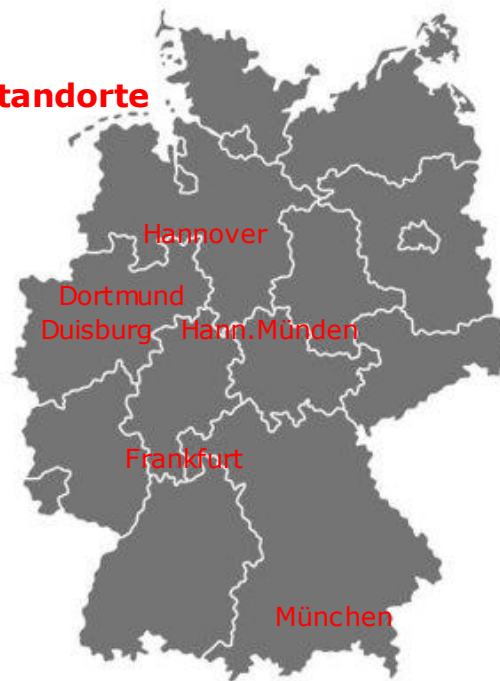 tandorte
Hannover
Dortmund
Duisburg Hann.Münden
Frankfurt
München